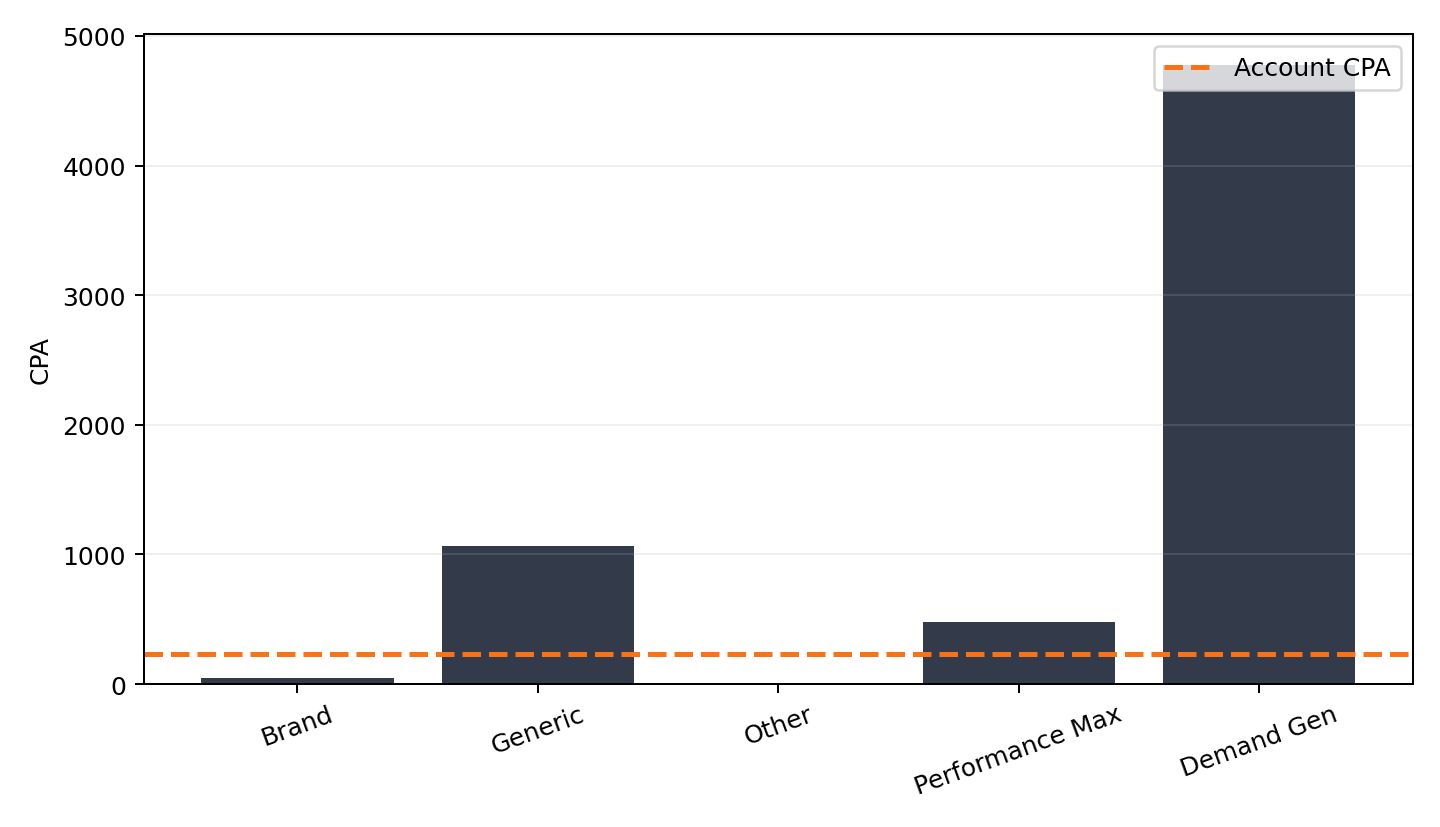 5000
4000
3000
2000
1000
0
CPA
Account CPA
Brand
Generic
Other
Performance Max
Demand Gen